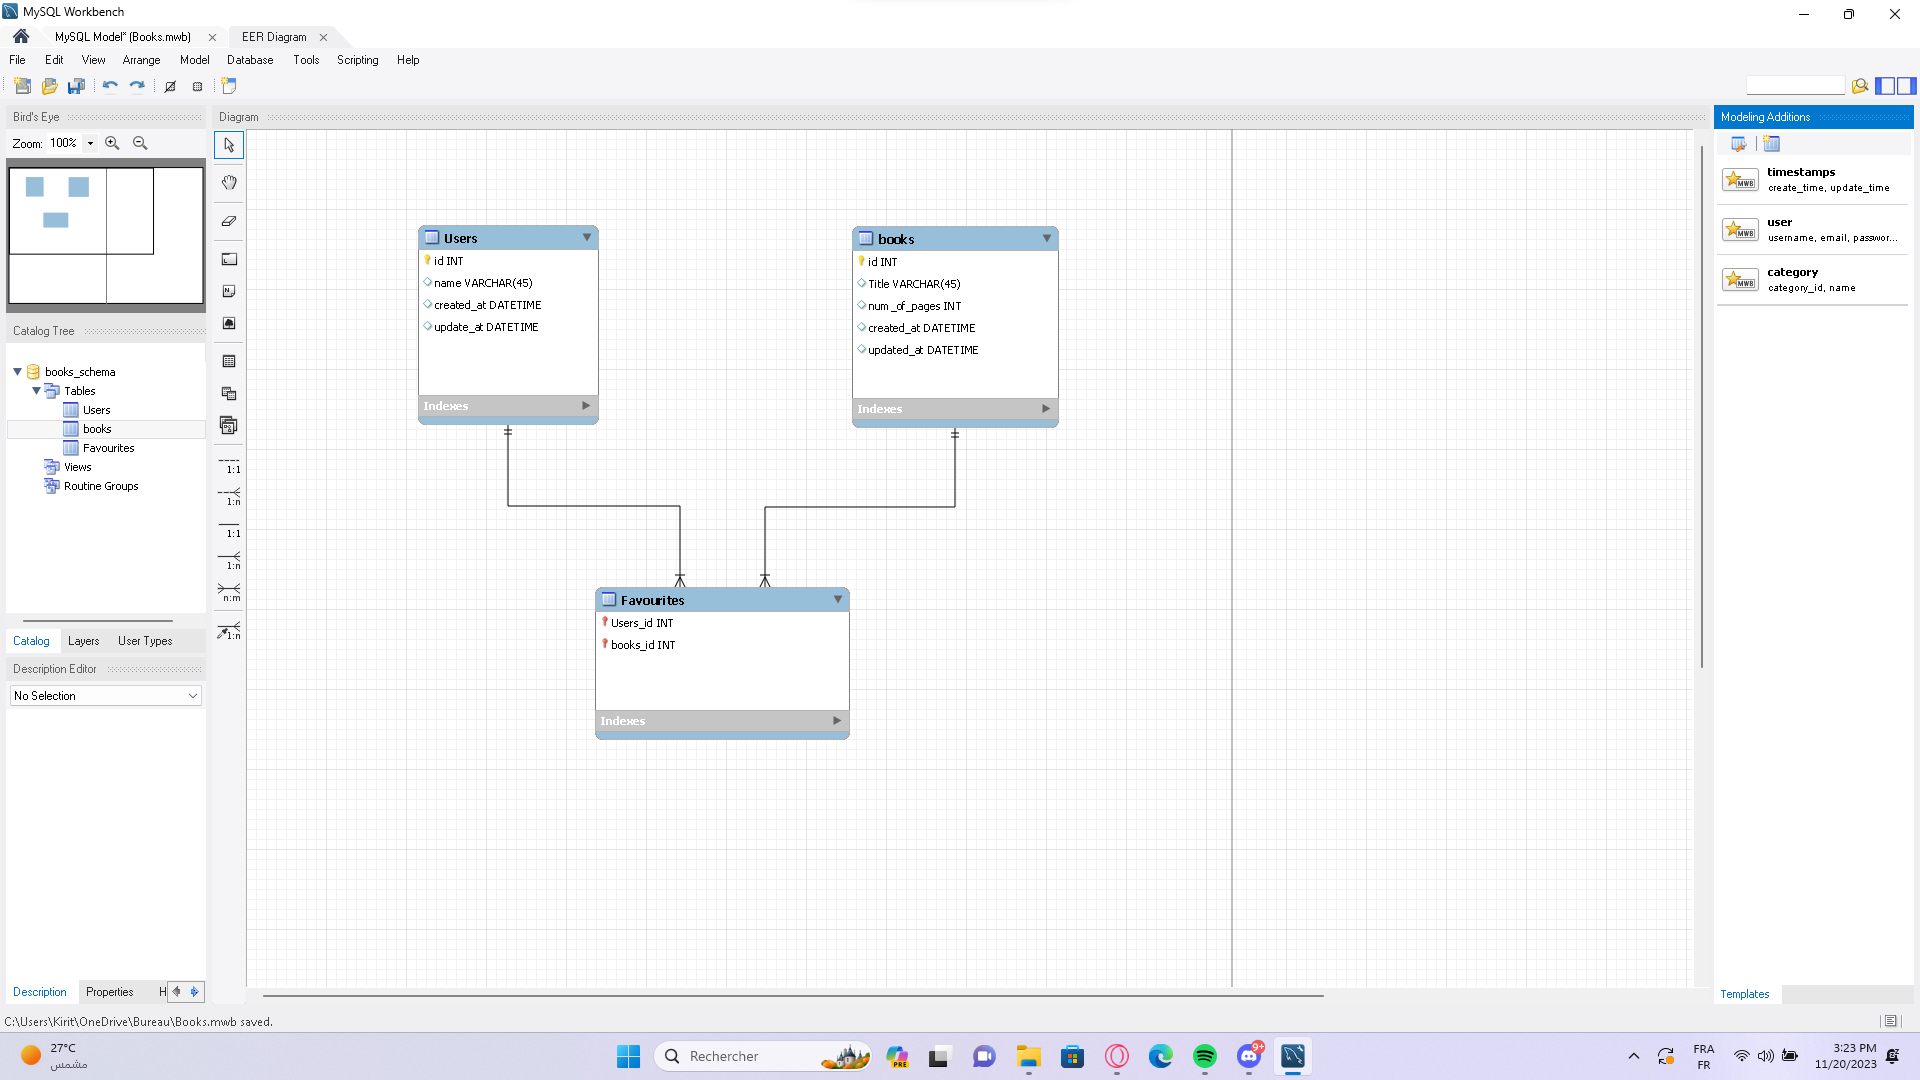 MySQL Workbench
MySQL Model* (Books.mwb)
EER Diagram
File Edit View Arrange Model Database Tools Scripting Help
Bird's Eye
Zoom: 100%
Catalog Tree
books_schema
Tables
Users
books
Favourites
Views
Routine Groups
Catalog Layers User Types
Description Editor
No Selection
Description Properties H
Diagram
1:1
1:n
1:1
1:n
n:m
1:n
Users
id INT
name VARCHAR(45)
created_at DATETIME
update_at DATETIME
Indexes
books
id INT
Title VARCHAR(45)
num_of_pages INT
created_at DATETIME
updated_at DATETIME
Indexes
Favourites
Users_id INT
books_id INT
Indexes
Modeling Additions
MWB
timestamps
create_time, update_time
MWB
user
username, email, passwor...
MWB
category
category_id, name
Templates
C:\Users\Kirit\OneDrive\Bureau\Books.mwb saved.
27°C
مشمس
Rechercher
PRE
9+
FRA
FR
3:23 PM
11/20/2023